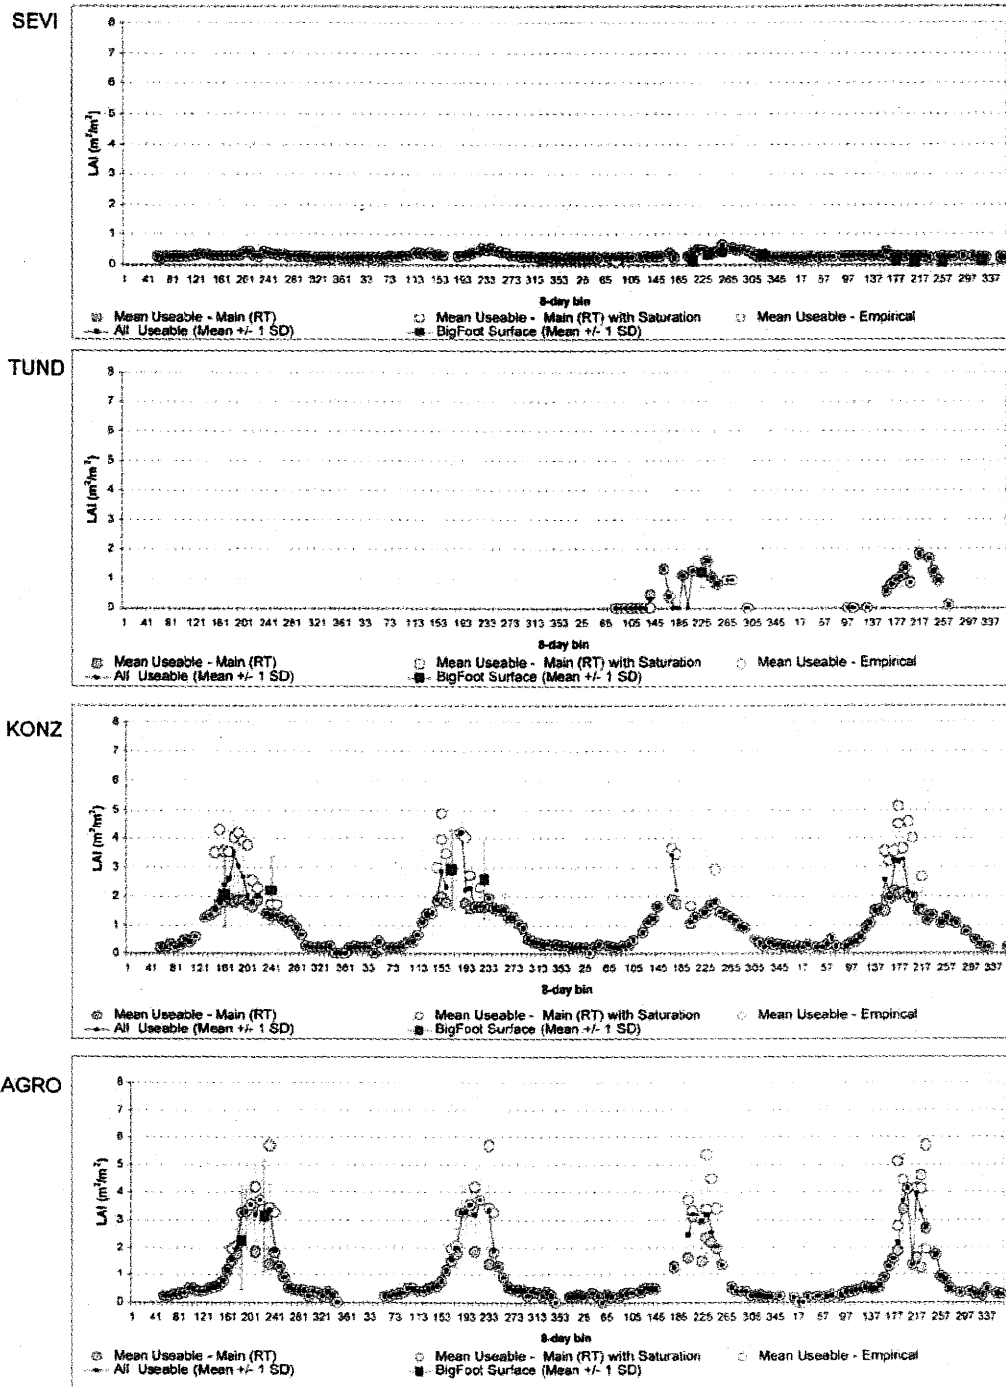 SEVI
8
7
6
5
4
3
2
1
0
LAI (m²/m²)
1 41 81 121 161 201 241 281 321 361 33 73 113 153 193 233 273 313 353 25 65 105 145 185 225 265 305 345 17 57 97 137 177 217 257 297 337
8-day bin
Mean Useable - Main (RT) Mean Useable - Main (RT) with Saturation Mean Useable - Empirical
All Useable (Mean +/- 1 SD) BigFoot Surface (Mean +/- 1 SD)
TUND
8
7
6
5
4
3
2
1
0
LAI (m²/m²)
1 41 81 121 161 201 241 281 321 361 33 73 113 153 193 233 273 313 353 25 65 105 145 185 225 265 305 345 17 57 97 137 177 217 257 297 337
8-day bin
Mean Useable - Main (RT) Mean Useable - Main (RT) with Saturation Mean Useable - Empirical
All Useable (Mean +/- 1 SD) BigFoot Surface (Mean +/- 1 SD)
KONZ
8
7
6
5
4
3
2
1
0
LAI (m²/m²)
1 41 81 121 161 201 241 281 321 361 33 73 113 153 193 233 273 313 353 25 65 105 145 185 225 265 305 345 17 57 97 137 177 217 257 297 337
8-day bin
Mean Useable - Main (RT) Mean Useable - Main (RT) with Saturation Mean Useable - Empirical
All Useable (Mean +/- 1 SD) BigFoot Surface (Mean +/- 1 SD)
AGRO
8
7
6
5
4
3
2
1
0
LAI (m²/m²)
1 41 81 121 161 201 241 281 321 361 33 73 113 153 193 233 273 313 353 25 65 105 145 185 225 265 305 345 17 57 97 137 177 217 257 297 337
8-day bin
Mean Useable - Main (RT) Mean Useable - Main (RT) with Saturation Mean Useable - Empirical
All Useable (Mean +/- 1 SD) BigFoot Surface (Mean +/- 1 SD)